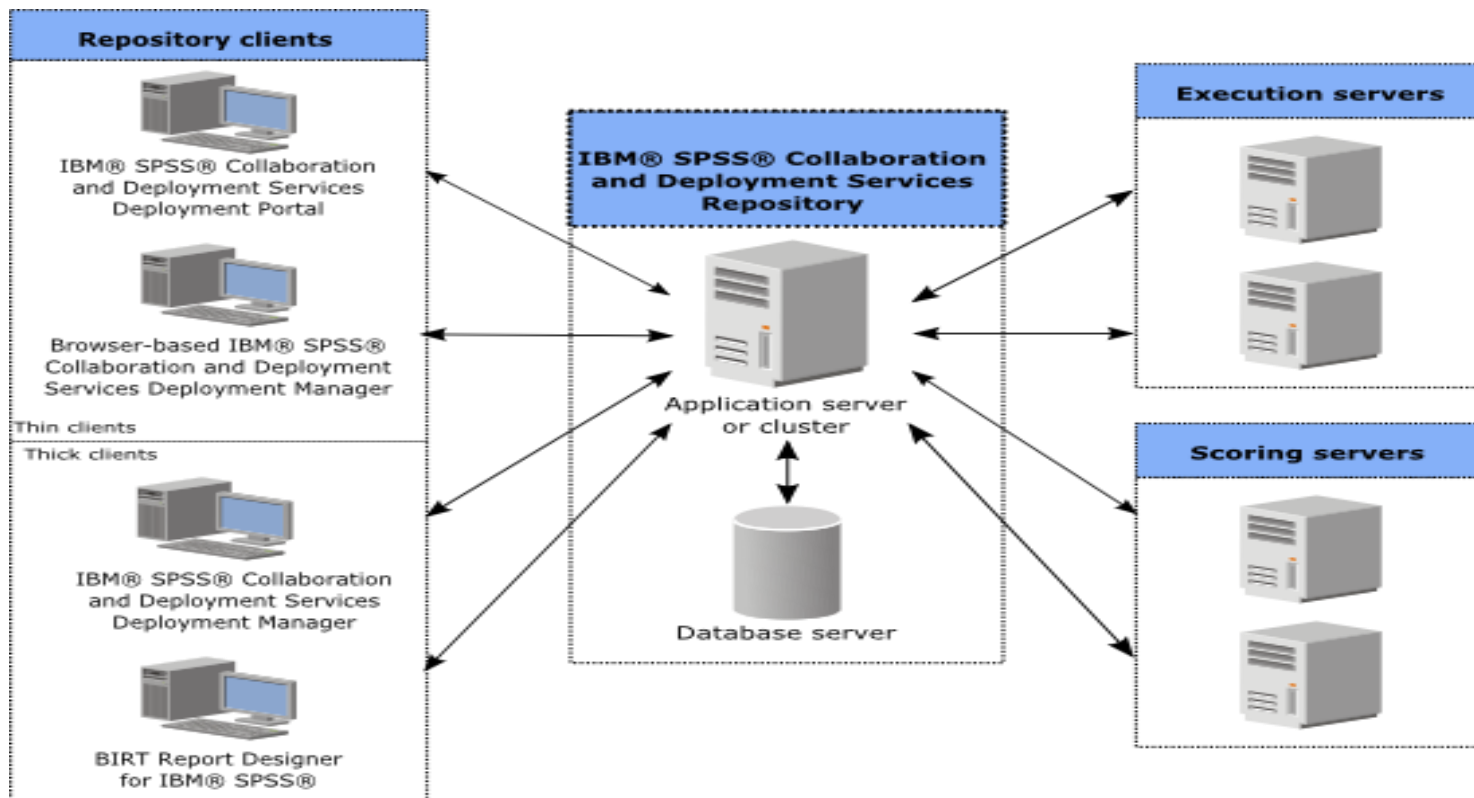 Repository clients
IBM® SPSS® Collaboration
and Deployment Services
Deployment Portal
Browser-based IBM® SPSS®
Collaboration and Deployment
Services Deployment Manager
Thin clients
Thick clients
IBM® SPSS® Collaboration
and Deployment Services
Deployment Manager
BIRT Report Designer
for IBM® SPSS®
IBM® SPSS® Collaboration
and Deployment Services
Repository
Application server
or cluster
Database server
Execution servers
Scoring servers